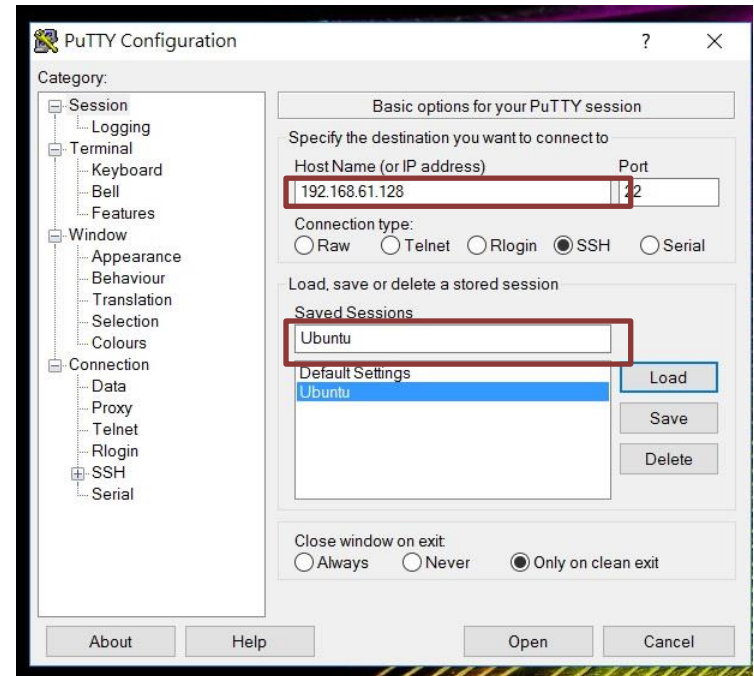 PuTTY Configuration
?
Category:
Session
Logging
Terminal
Keyboard
Bell
Features
Window
Appearance
Behaviour
Translation
Selection
Colours
Connection
Data
Proxy
Telnet
Rlogin
SSH
Serial
Basic options for your PuTTY session
Specify the destination you want to connect to
Host Name (or IP address) Port
192.168.61.128 22
Connection type:
Raw Telnet Rlogin SSH Serial
Load, save or delete a stored session
Saved Sessions
Ubuntu
Default Settings
Ubuntu
Load
Save
Delete
Close window on exit:
Always Never Only on clean exit
About Help Open Cancel